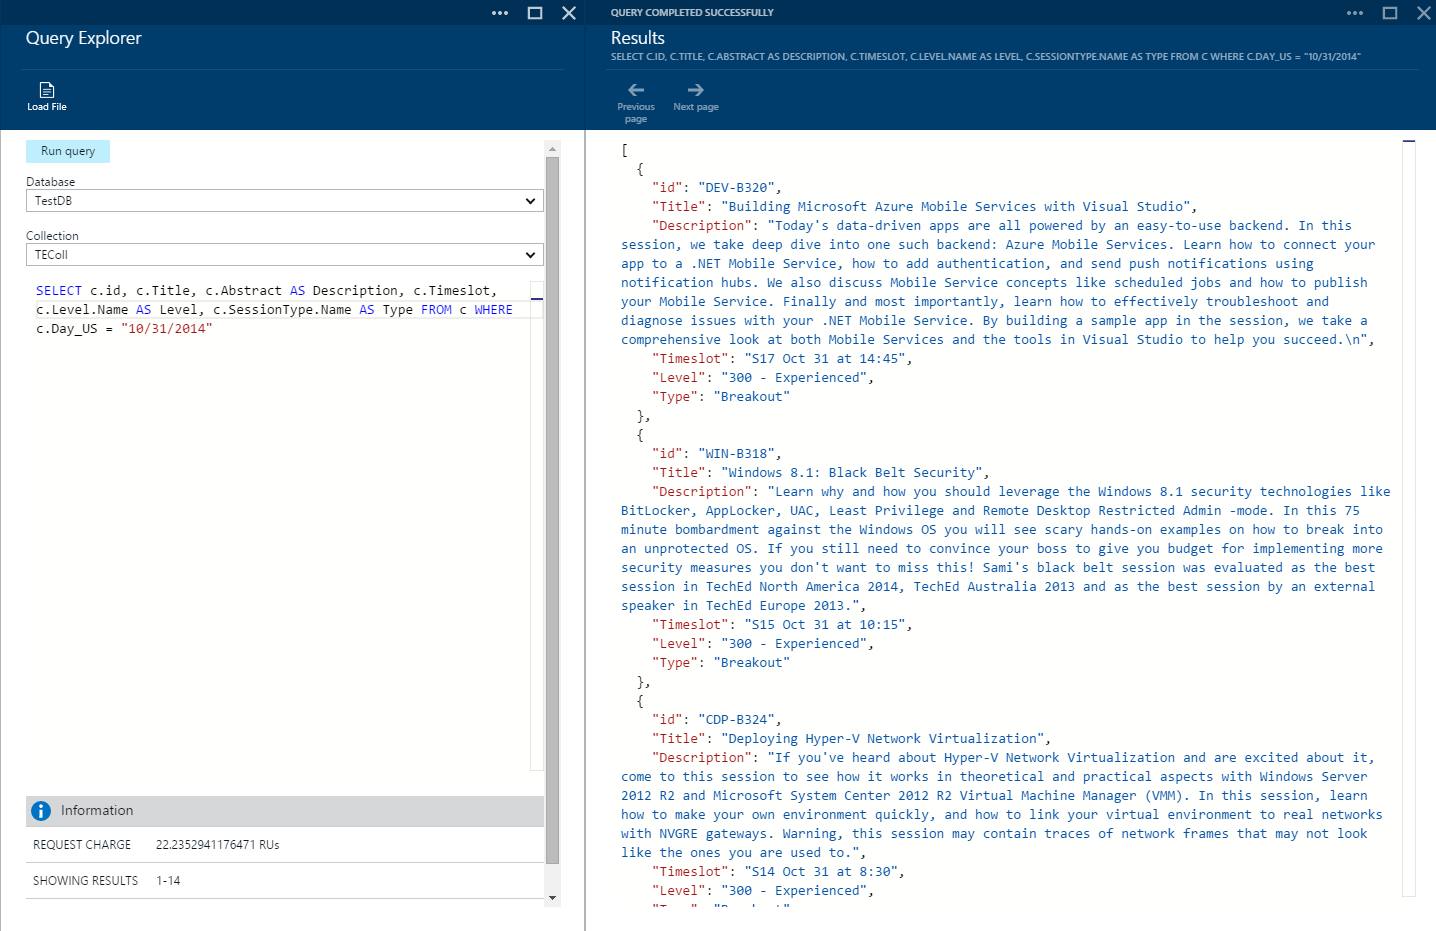 Query Explorer
Load File
Run query
Database
TestDB
Collection
TEColl
SELECT c.id, c.Title, c.Abstract AS Description, c.Timeslot,
c.Level.Name AS Level, c.SessionType.Name AS Type FROM c WHERE
c.Day_US = "10/31/2014"
Information
REQUEST CHARGE 22.2352941176471 RUs
SHOWING RESULTS 1-14
QUERY COMPLETED SUCCESSFULLY
Results
SELECT C.ID, C.TITLE, C.ABSTRACT AS DESCRIPTION, C.TIMESLOT, C.LEVEL.NAME AS LEVEL, C.SESSIONTYPE.NAME AS TYPE FROM C WHERE C.DAY_US = "10/31/2014"
Previous
page
Next page
[
{
"id": "DEV-B320",
"Title": "Building Microsoft Azure Mobile Services with Visual Studio",
"Description": "Today's data-driven apps are all powered by an easy-to-use backend. In this
session, we take deep dive into one such backend: Azure Mobile Services. Learn how to connect your
app to a .NET Mobile Service, how to add authentication, and send push notifications using
notification hubs. We also discuss Mobile Service concepts like scheduled jobs and how to publish
your Mobile Service. Finally and most importantly, learn how to effectively troubleshoot and
diagnose issues with your .NET Mobile Service. By building a sample app in the session, we take a
comprehensive look at both Mobile Services and the tools in Visual Studio to help you succeed.\n",
"Timeslot": "S17 Oct 31 at 14:45",
"Level": "300 - Experienced",
"Type": "Breakout"
},
{
"id": "WIN-B318",
"Title": "Windows 8.1: Black Belt Security",
"Description": "Learn why and how you should leverage the Windows 8.1 security technologies like
BitLocker, AppLocker, UAC, Least Privilege and Remote Desktop Restricted Admin -mode. In this 75
minute bombardment against the Windows OS you will see scary hands-on examples on how to break into
an unprotected OS. If you still need to convince your boss to give you budget for implementing more
security measures you don't want to miss this! Sami's black belt session was evaluated as the best
session in TechEd North America 2014, TechEd Australia 2013 and as the best session by an external
speaker in TechEd Europe 2013.",
"Timeslot": "S15 Oct 31 at 10:15",
"Level": "300 - Experienced",
"Type": "Breakout"
},
{
"id": "CDP-B324",
"Title": "Deploying Hyper-V Network Virtualization",
"Description": "If you've heard about Hyper-V Network Virtualization and are excited about it,
come to this session to see how it works in theoretical and practical aspects with Windows Server
2012 R2 and Microsoft System Center 2012 R2 Virtual Machine Manager (VMM). In this session, learn
how to make your own environment quickly, and how to link your virtual environment to real networks
with NVGRE gateways. Warning, this session may contain traces of network frames that may not look
like the ones you are used to.",
"Timeslot": "S14 Oct 31 at 8:30",
"Level": "300 - Experienced",